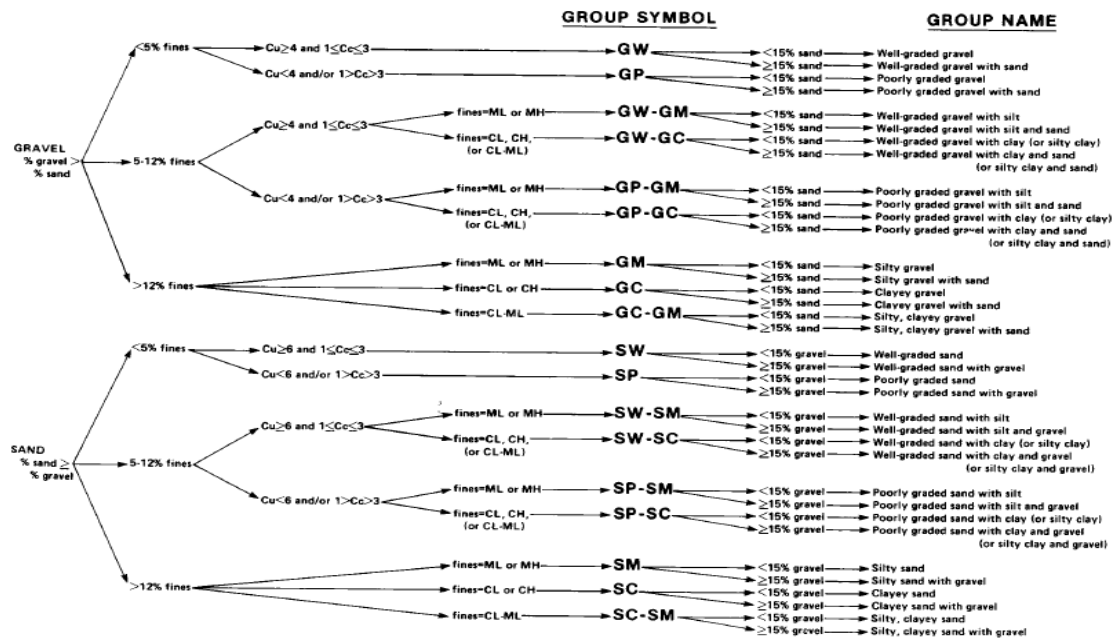 GROUP SYMBOL GROUP NAME
<5% fines Cu≥4 and 1≤Cc≤3 GW <15% sand Well-graded gravel
≥15% sand Well-graded gravel with sand
Cu<4 and/or 1>Cc>3 GP <15% sand Poorly graded gravel
≥15% sand Poorly graded gravel with sand
fines=ML or MH GW-GM <15% sand Well-graded gravel with silt
Cu≥4 and 1≤Cc≤3 ≥15% sand Well-graded gravel with silt and sand
fines=CL, CH, GW-GC <15% sand Well-graded gravel with clay (or silty clay)
(or CL-ML) ≥15% sand Well-graded gravel with clay and sand
(or silty clay and sand)
GRAVEL
% gravel >
% sand
5-12% fines
fines=ML or MH GP-GM <15% sand Poorly graded gravel with silt
Cu<4 and/or 1>Cc>3 ≥15% sand Poorly graded gravel with silt and sand
fines=CL, CH, GP-GC <15% sand Poorly graded gravel with clay (or silty clay)
(or CL-ML) ≥15% sand Poorly graded gravel with clay and sand
(or silty clay and sand)
fines=ML or MH GM <15% sand Silty gravel
≥15% sand Silty gravel with sand
>12% fines fines=CL or CH GC <15% sand Clayey gravel
≥15% sand Clayey gravel with sand
fines=CL-ML GC-GM <15% sand Silty, clayey gravel
≥15% sand Silty, clayey gravel with sand
<5% fines Cu≥6 and 1≤Cc≤3 SW <15% gravel Well-graded sand
≥15% gravel Well-graded sand with gravel
Cu<6 and/or 1>Cc>3 SP <15% gravel Poorly graded sand
≥15% gravel Poorly graded sand with gravel
fines=ML or MH SW-SM <15% gravel Well-graded sand with silt
Cu≥6 and 1≤Cc≤3 ≥15% gravel Well-graded sand with silt and gravel
fines=CL, CH, SW-SC <15% gravel Well-graded sand with clay (or silty clay)
(or CL-ML) ≥15% gravel Well-graded sand with clay and gravel
(or silty clay and gravel)
SAND
% sand ≥
% gravel
5-12% fines
fines=ML or MH SP-SM <15% gravel Poorly graded sand with silt
Cu<6 and/or 1>Cc>3 ≥15% gravel Poorly graded sand with silt and gravel
fines=CL, CH, SP-SC <15% gravel Poorly graded sand with clay (or silty clay)
(or CL-ML) ≥15% gravel Poorly graded sand with clay and gravel
(or silty clay and gravel)
fines=ML or MH SM <15% gravel Silty sand
≥15% gravel Silty sand with gravel
>12% fines fines=CL or CH SC <15% gravel Clayey sand
≥15% gravel Clayey sand with gravel
fines=CL-ML SC-SM <15% gravel Silty, clayey sand
≥15% gravel Silty, clayey sand with gravel